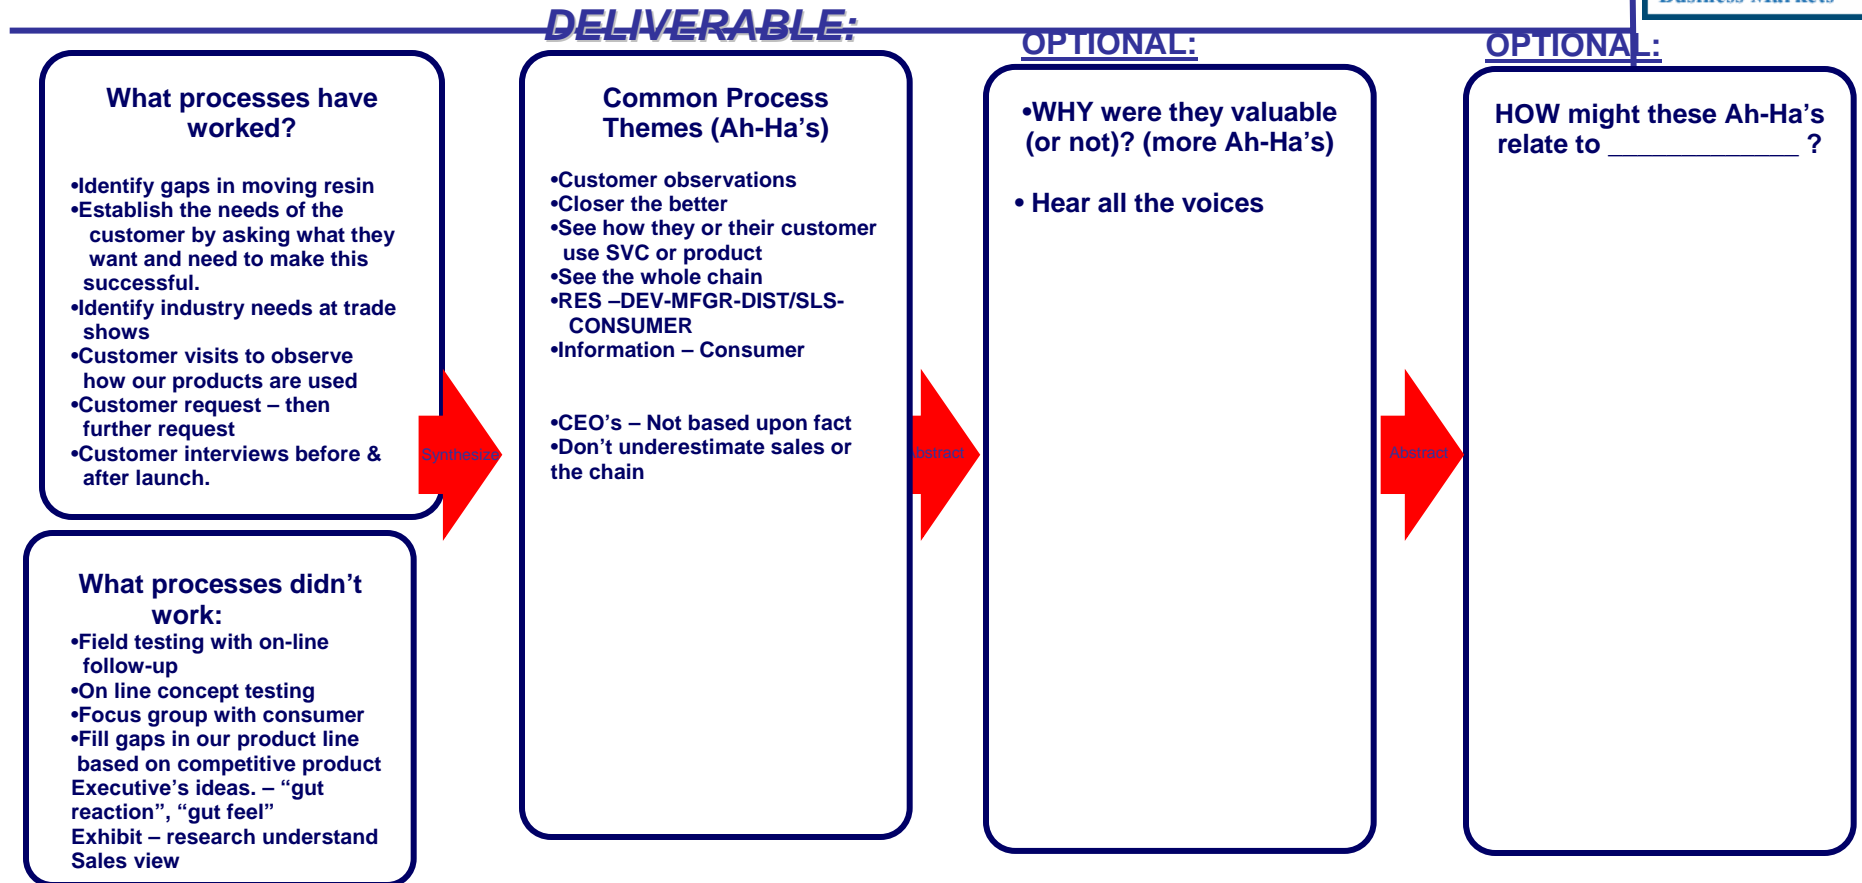 DELIVERABLE:
OPTIONAL:
OPTIONAL:
Business Markets
What processes have
worked?
•Identify gaps in moving resin
•Establish the needs of the
customer by asking what they
want and need to make this
successful.
•Identify industry needs at trade
shows
•Customer visits to observe
how our products are used
•Customer request – then
further request
•Customer interviews before &
after launch.
What processes didn’t
work:
•Field testing with on-line
follow-up
•On line concept testing
•Focus group with consumer
•Fill gaps in our product line
based on competitive product
Executive’s ideas. – “gut
reaction”, “gut feel”
Exhibit – research understand
Sales view
Synthesize
Common Process
Themes (Ah-Ha’s)
•Customer observations
•Closer the better
•See how they or their customer
use SVC or product
•See the whole chain
•RES –DEV-MFGR-DIST/SLS-
CONSUMER
•Information – Consumer
•CEO’s – Not based upon fact
•Don’t underestimate sales or
the chain
Abstract
•WHY were they valuable
(or not)? (more Ah-Ha’s)
• Hear all the voices
Abstract
HOW might these Ah-Ha’s
relate to _____________ ?